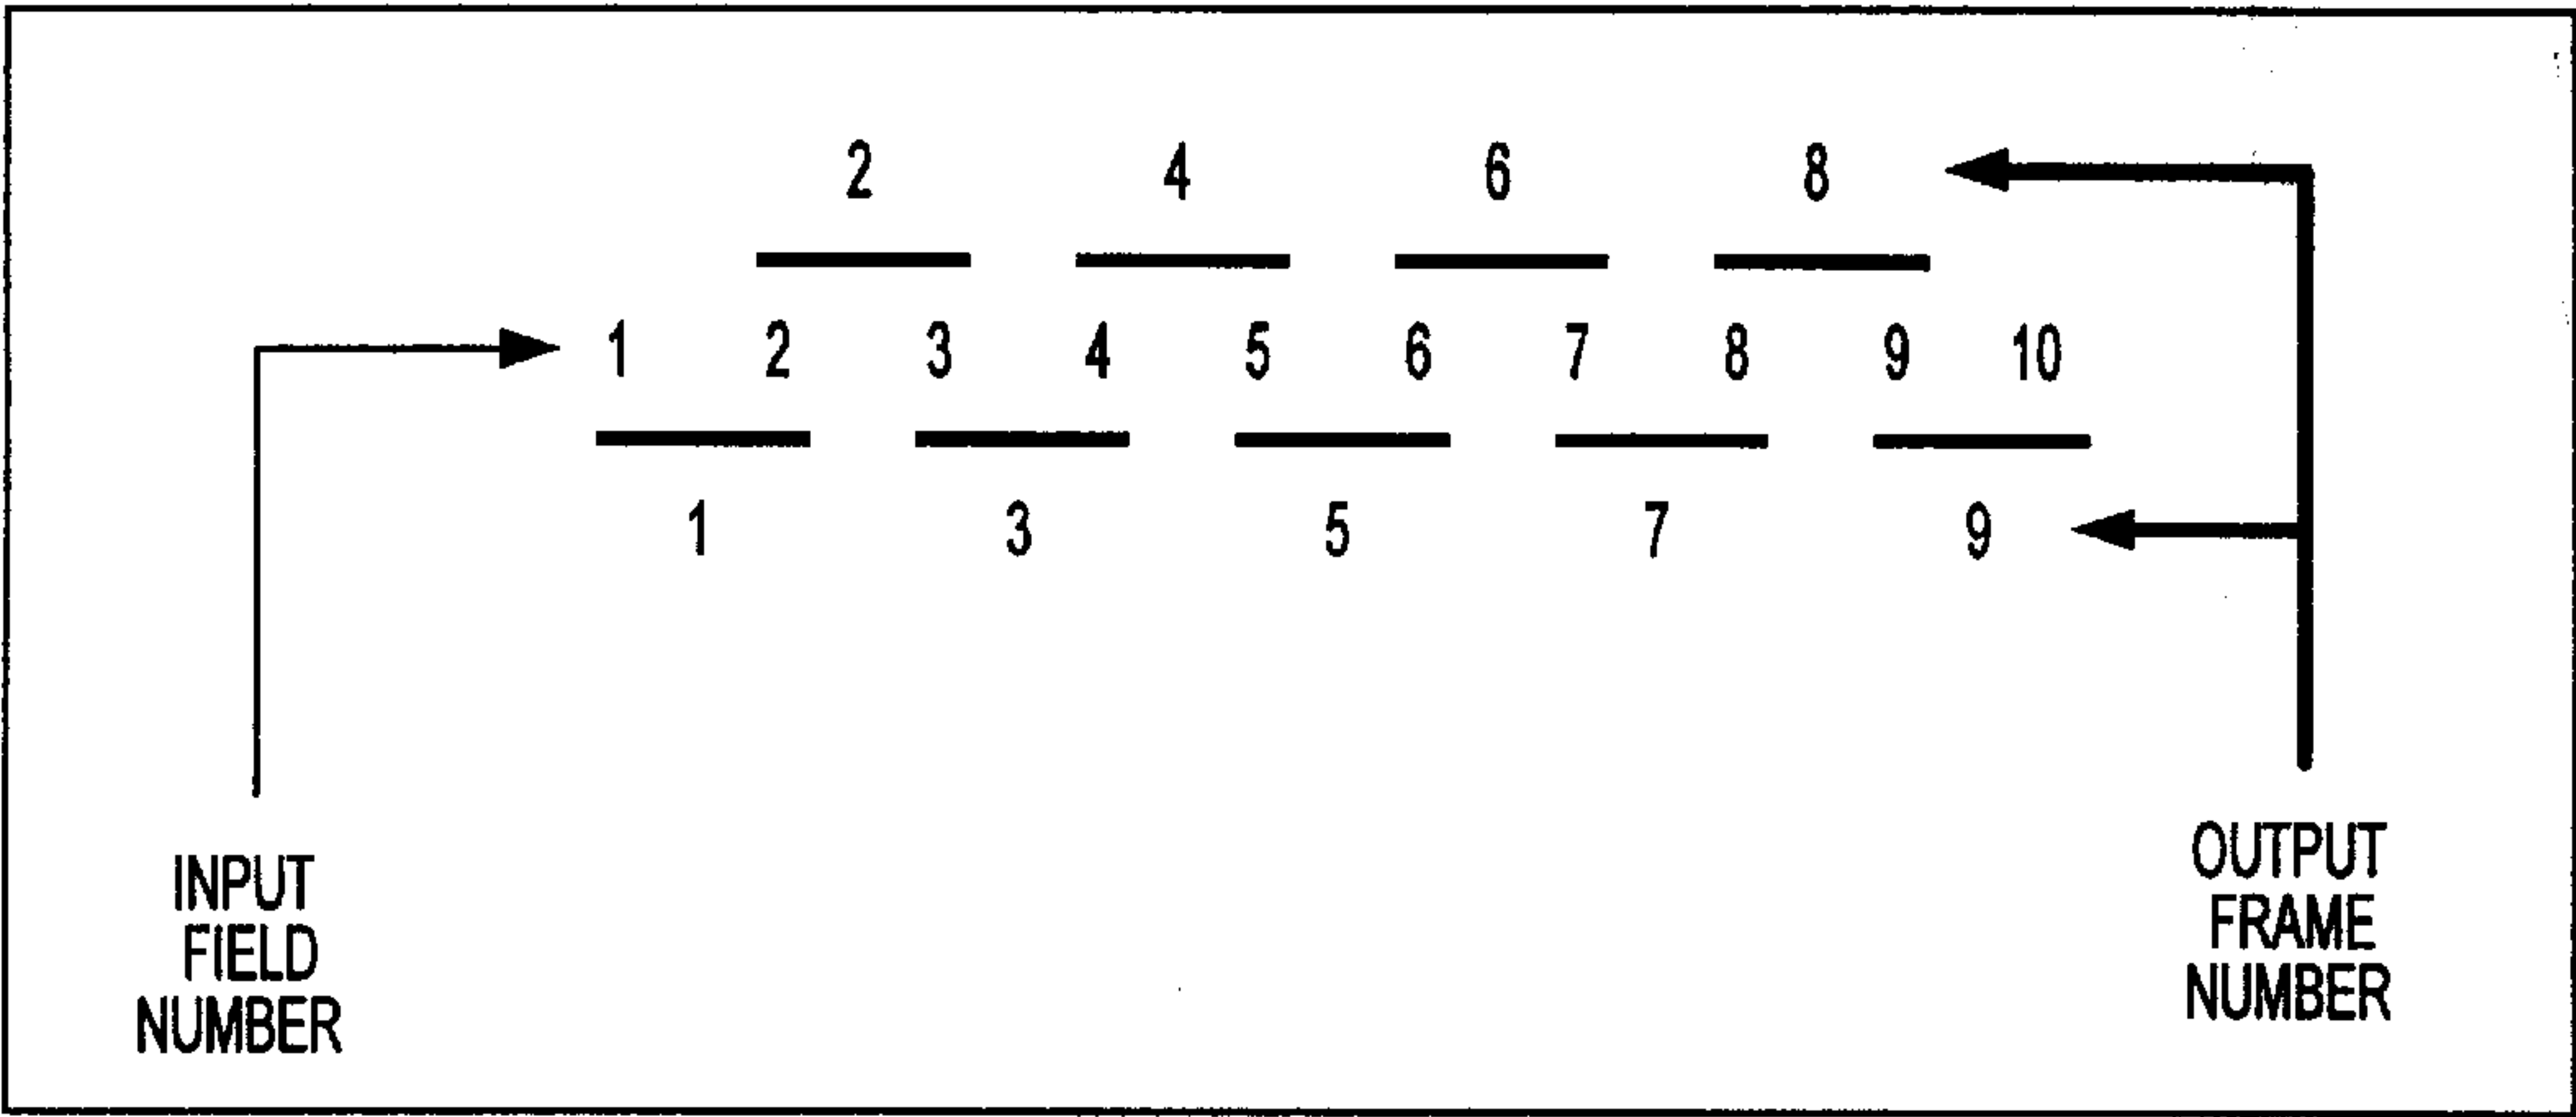 2 4 6 8
1 2 3 4 5 6 7 8 9 10
1 3 5 7 9
INPUT
FIELD
NUMBER
OUTPUT
FRAME
NUMBER